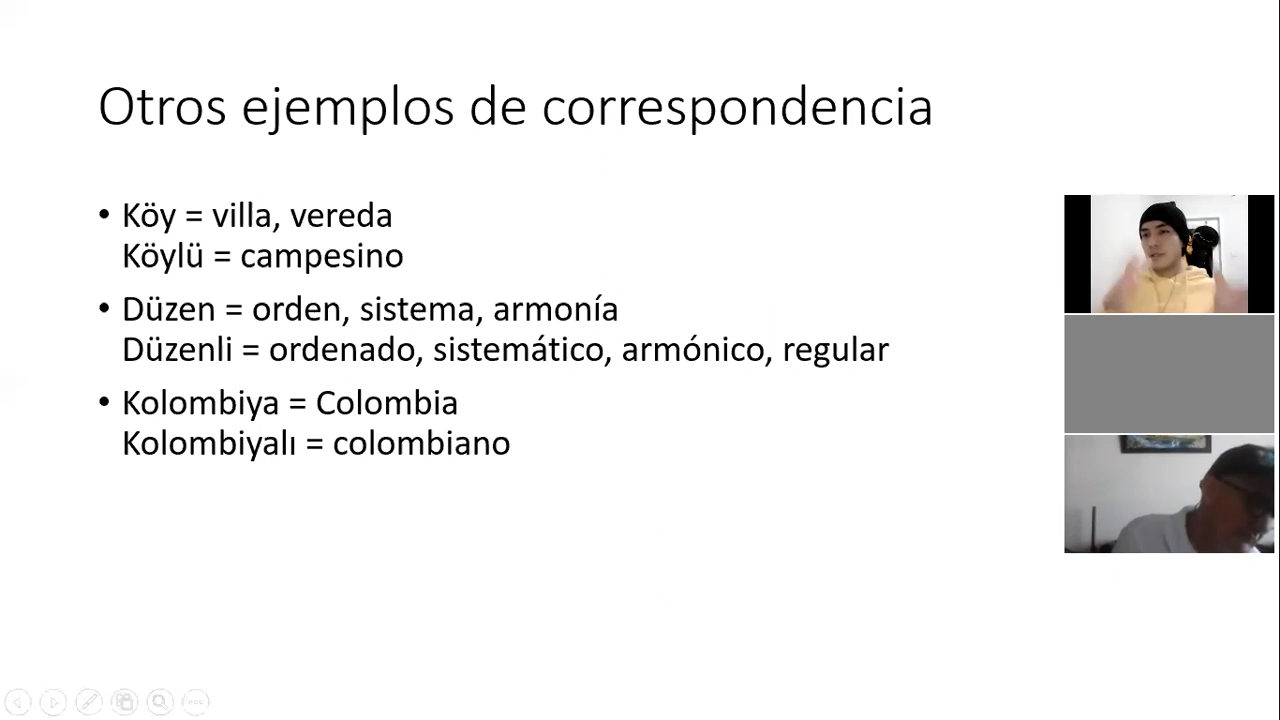 Otros ejemplos de correspondencia
• Köy = villa, vereda
Köylü = campesino
• Düzen = orden, sistema, armonía
Düzenli = ordenado, sistemático, armónico, regular
• Kolombiya = Colombia
Kolombiyalı = colombiano